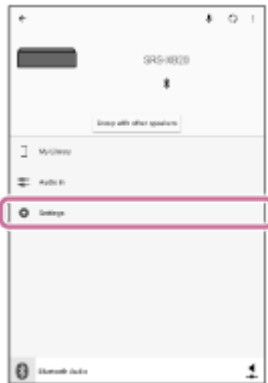 SRS-XB20
Group with other speakers
My Library
Audio in
Settings
Bluetooth Audio